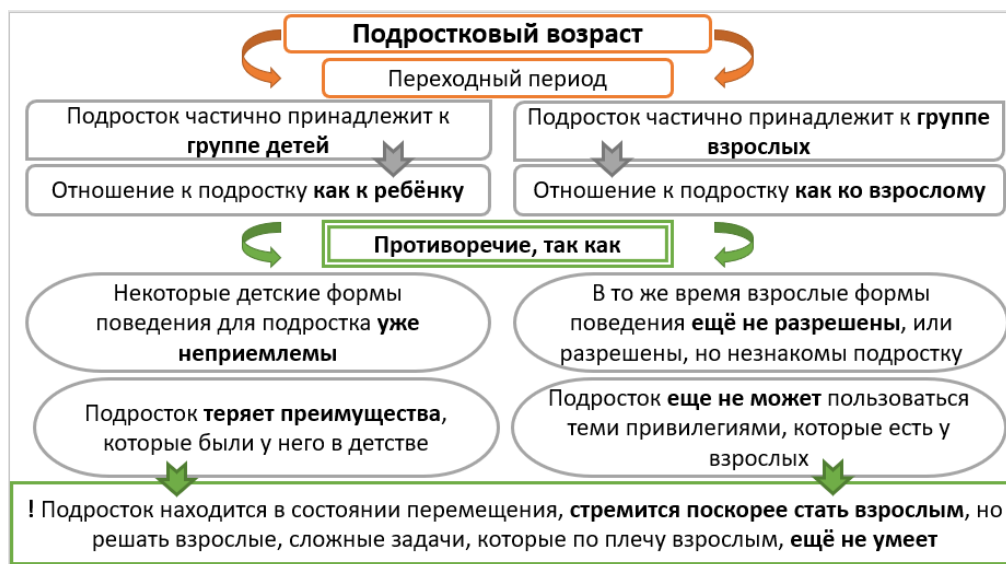 Подростковый возраст
Переходный период
Подросток частично принадлежит к
группе детей
Подросток частично принадлежит к группе
взрослых
Отношение к подростку как к ребёнку
Отношение к подростку как ко взрослому
Противоречие, так как
Некоторые детские формы
поведения для подростка уже
неприемлемы
В то же время взрослые формы
поведения ещё не разрешены, или
разрешены, но незнакомы подростку
Подросток теряет преимущества,
которые были у него в детстве
Подросток еще не может пользоваться
теми привилегиями, которые есть у
взрослых
! Подросток находится в состоянии перемещения, стремится поскорее стать взрослым, но
решать взрослые, сложные задачи, которые по плечу взрослым, ещё не умеет